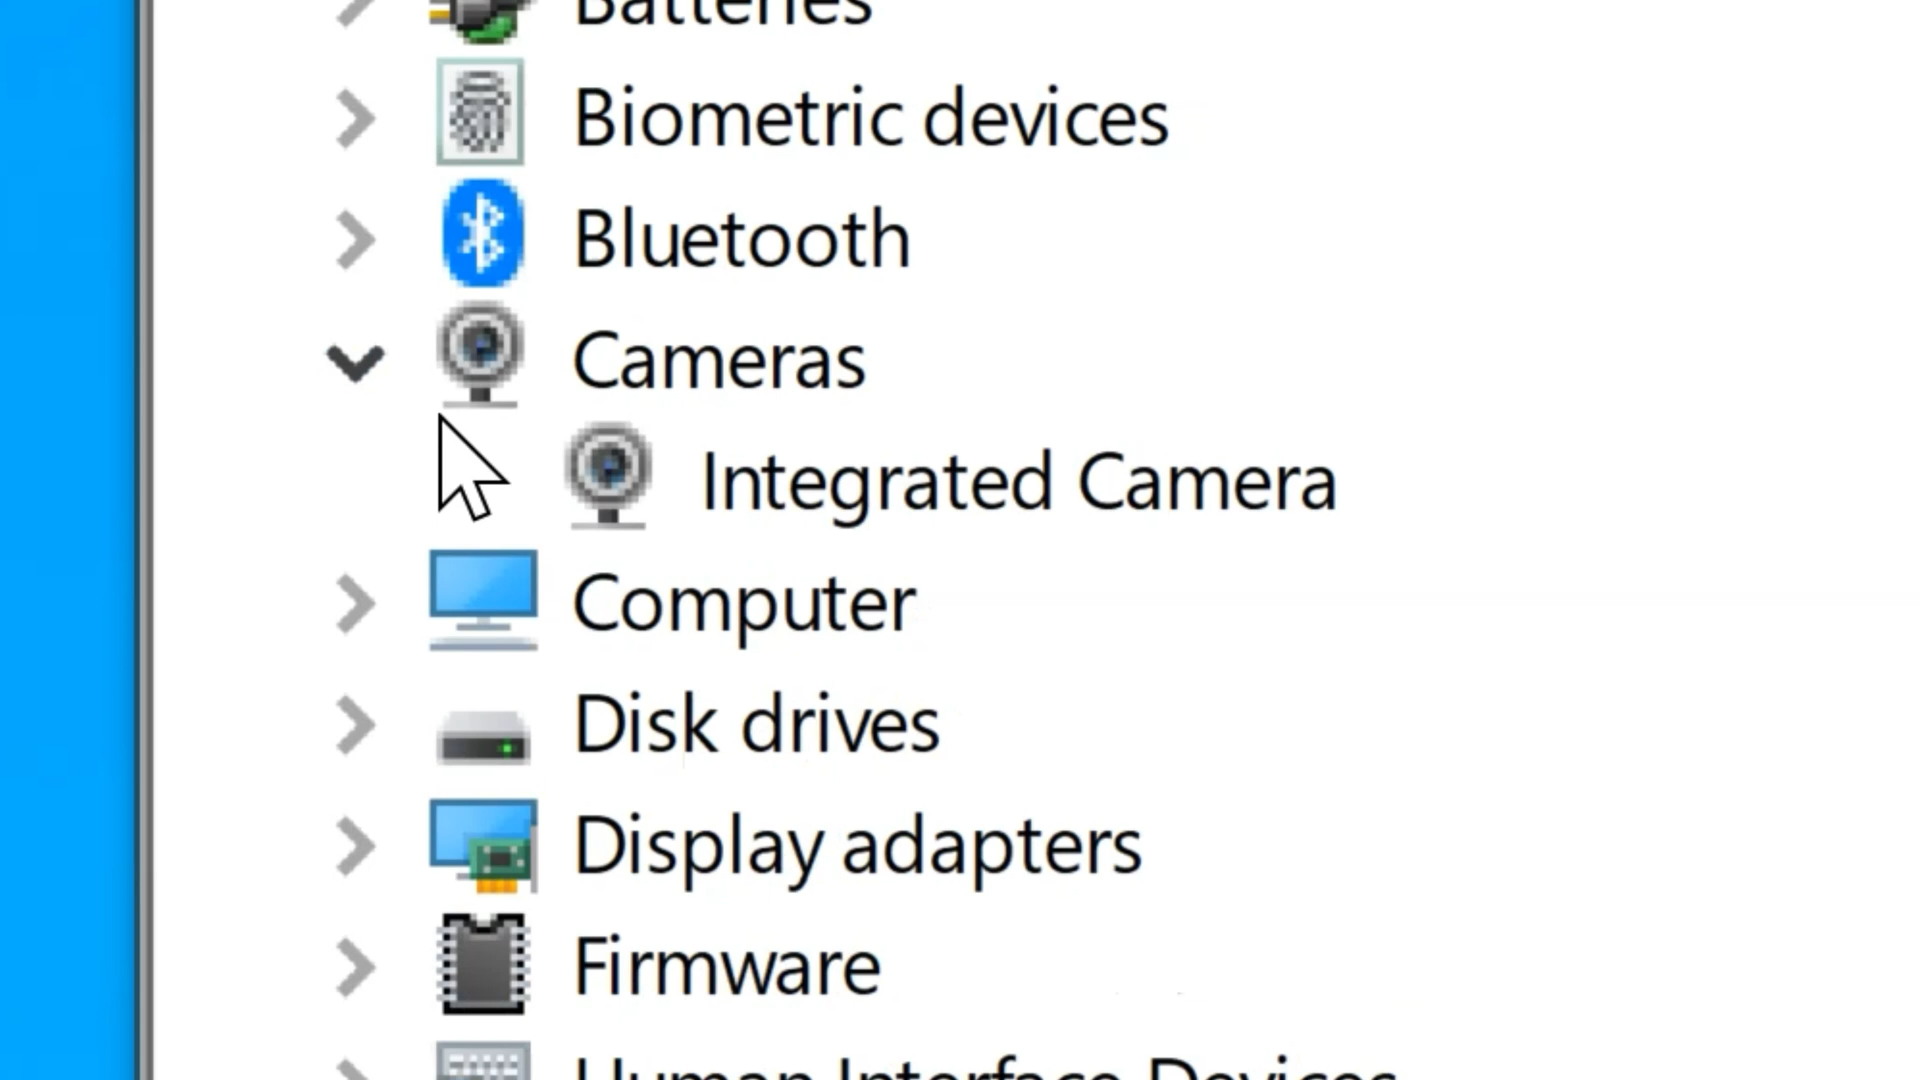 Batteries
Biometric devices
Bluetooth
Cameras
Integrated Camera
Computer
Disk drives
Display adapters
Firmware
Human Interface Devices